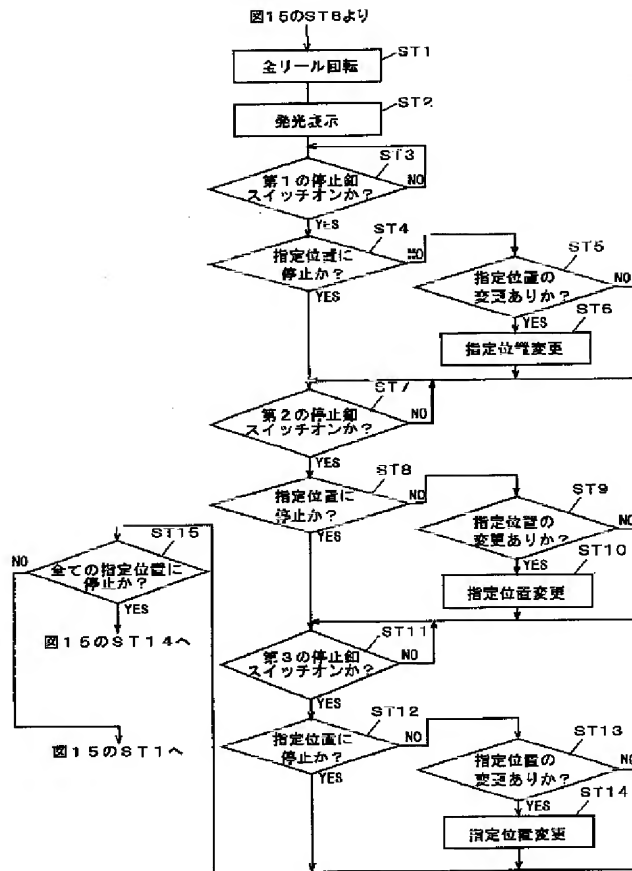 図15のST8より
ST1
全リール回転
ST2
発光表示
ST3
第1の停止釦
スイッチオンか?
NO
YES
ST4
指定位置に
停止か?
NO
YES
ST5
指定位置の
変更ありか?
NO
YES
ST6
指定位置変更
ST7
第2の停止釦
スイッチオンか?
NO
YES
ST8
指定位置に
停止か?
NO
YES
ST9
指定位置の
変更ありか?
NO
YES
ST10
指定位置変更
ST11
第3の停止釦
スイッチオンか?
NO
YES
ST12
指定位置に
停止か?
NO
YES
ST13
指定位置の
変更ありか?
NO
YES
ST14
指定位置変更
ST15
全ての指定位置に
停止か?
NO
YES
図15のST14へ
図15のST1へ